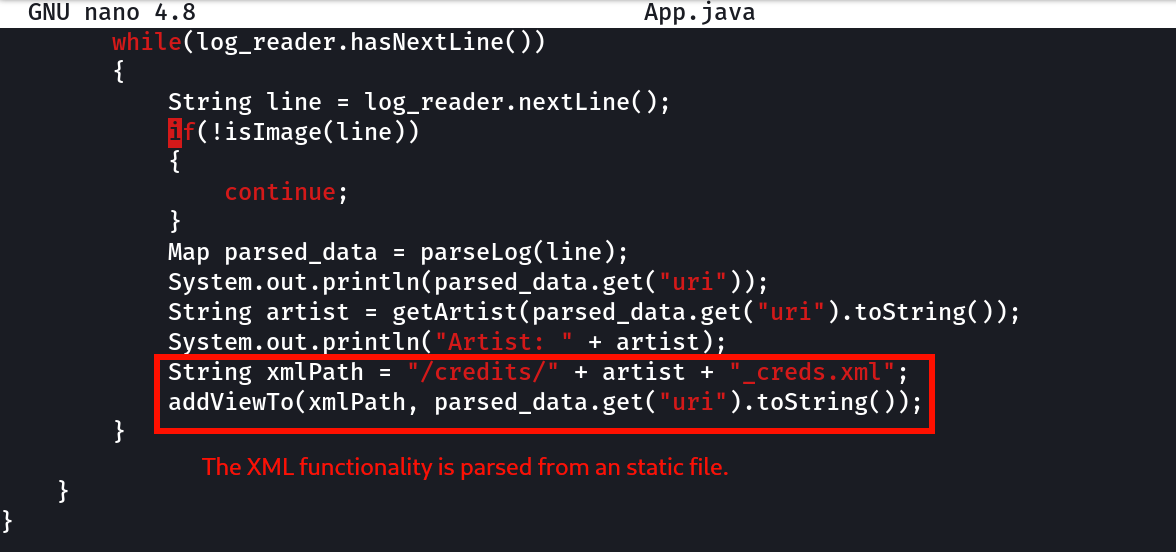 GNU nano 4.8 App.java
while(log_reader.hasNextLine())
{
String line = log_reader.nextLine();
if(!isImage(line))
{
continue;
}
Map parsed_data = parseLog(line);
System.out.println(parsed_data.get("uri"));
String artist = getArtist(parsed_data.get("uri").toString());
System.out.println("Artist: " + artist);
String xmlPath = "/credits/" + artist + "_creds.xml";
addViewTo(xmlPath, parsed_data.get("uri").toString());
}
The XML functionality is parsed from an static file.
}
}